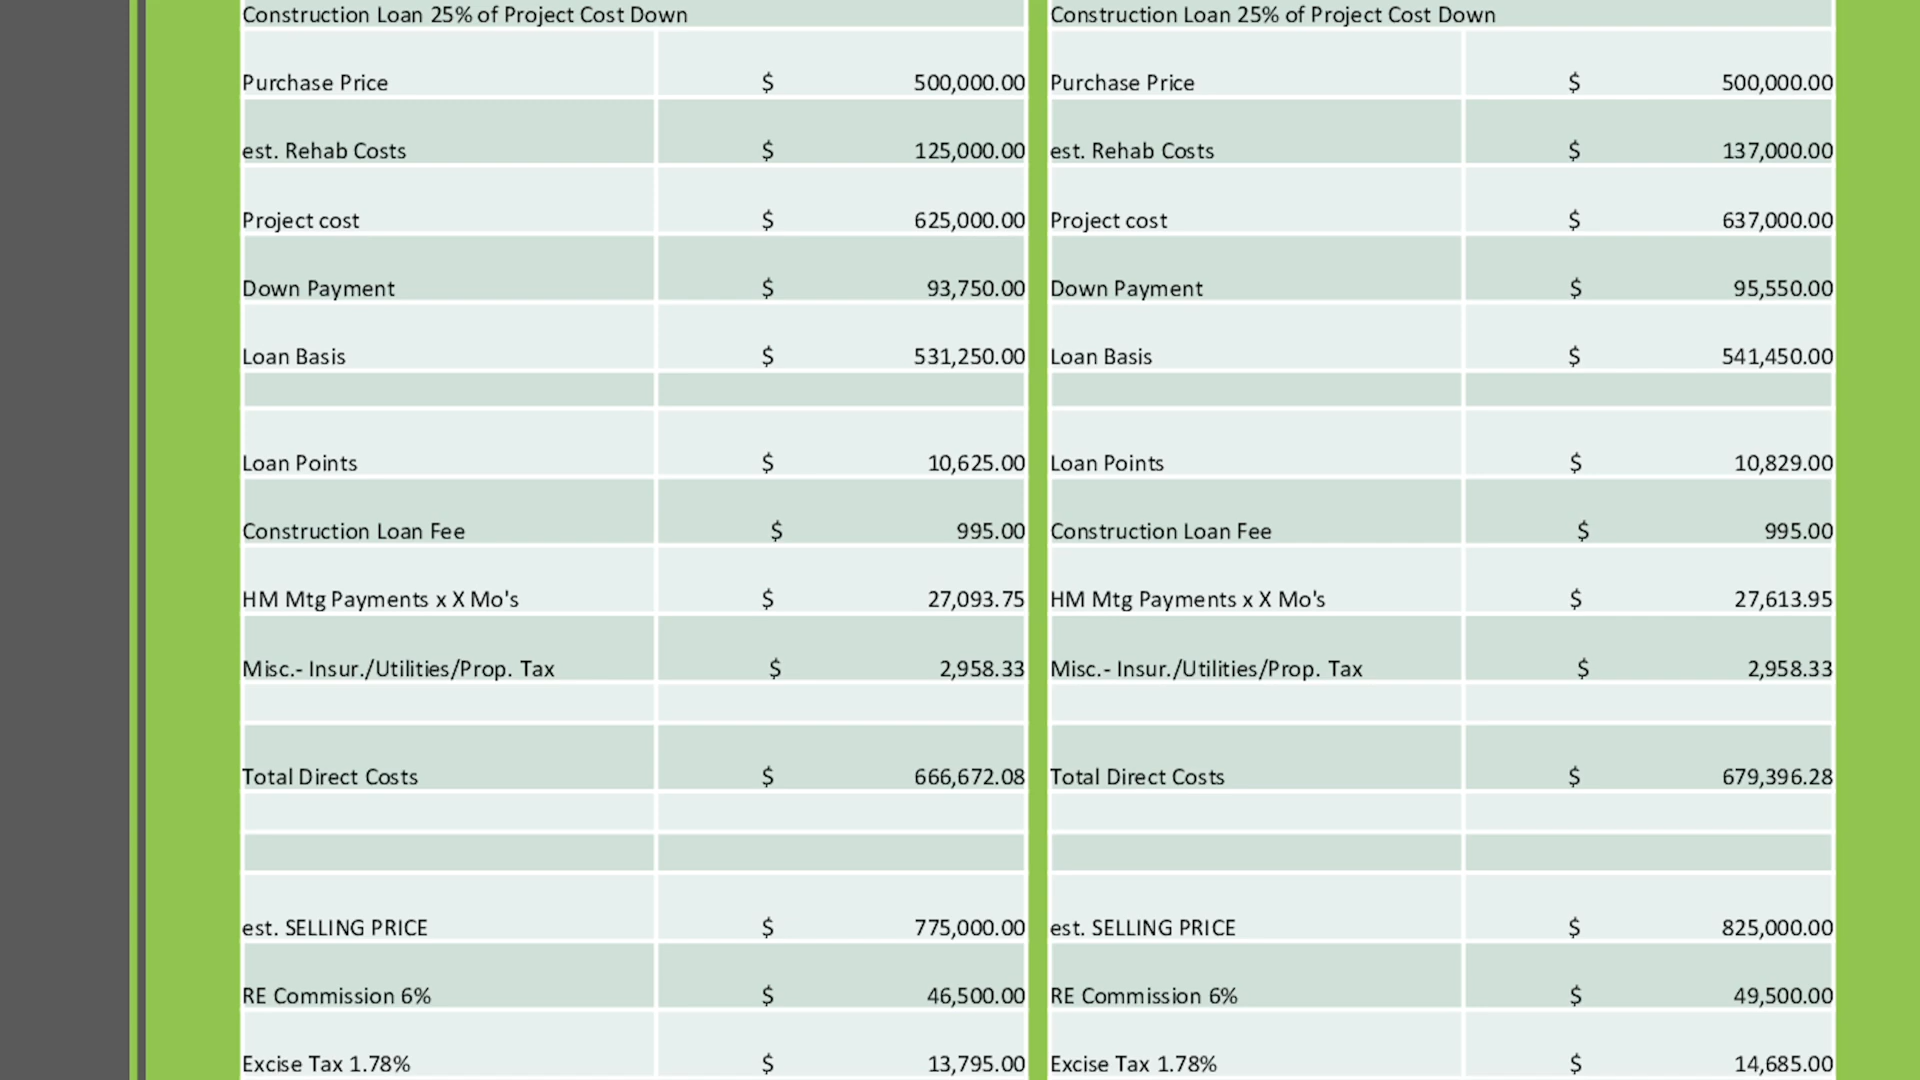 Construction Loan 25% of Project Cost Down
Purchase Price $ 500,000.00
est. Rehab Costs $ 125,000.00
Project cost $ 625,000.00
Down Payment $ 93,750.00
Loan Basis $ 531,250.00
Loan Points $ 10,625.00
Construction Loan Fee $ 995.00
HM Mtg Payments x X Mo's $ 27,093.75
Misc.- Insur./Utilities/Prop. Tax $ 2,958.33
Total Direct Costs $ 666,672.08
est. SELLING PRICE $ 775,000.00
RE Commission 6% $ 46,500.00
Excise Tax 1.78% $ 13,795.00
Construction Loan 25% of Project Cost Down
Purchase Price $ 500,000.00
est. Rehab Costs $ 137,000.00
Project cost $ 637,000.00
Down Payment $ 95,550.00
Loan Basis $ 541,450.00
Loan Points $ 10,829.00
Construction Loan Fee $ 995.00
HM Mtg Payments x X Mo's $ 27,613.95
Misc.- Insur./Utilities/Prop. Tax $ 2,958.33
Total Direct Costs $ 679,396.28
est. SELLING PRICE $ 825,000.00
RE Commission 6% $ 49,500.00
Excise Tax 1.78% $ 14,685.00